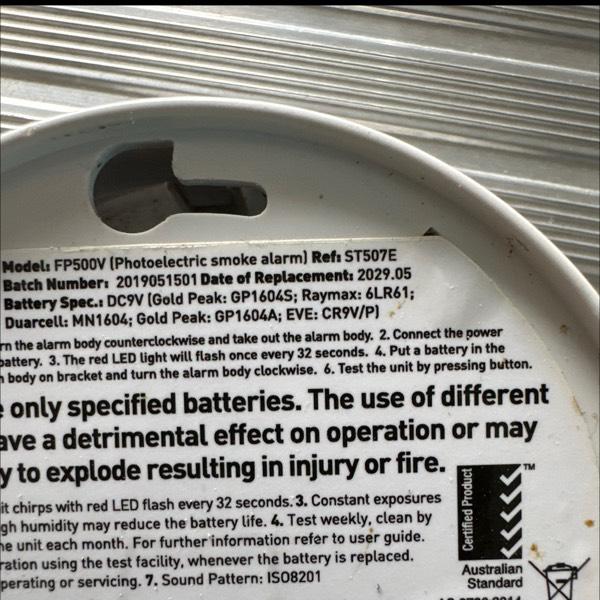 Model: FP500V (Photoelectric smoke alarm) Ref: ST507E
Batch Number: 2019051501 Date of Replacement: 2029.05
Battery Spec.: DC9V (Gold Peak: GP1604S; Raymax: 6LR61;
Duarcell: MN1604; Gold Peak: GP1604A; EVE: CR9V/P)
the alarm body counterclockwise and take out the alarm body. 2. Connect the power
battery. 3. The red LED light will flash once every 32 seconds. 4. Put a battery in the
body on bracket and turn the alarm body clockwise. 6. Test the unit by pressing button.
only specified batteries. The use of different
a detrimental effect on operation or may
to explode resulting in injury or fire.
it chirps with red LED flash every 32 seconds. 3. Constant exposures
humidity may reduce the battery life. 4. Test weekly, clean by
unit each month. For further information refer to user guide.
using the test facility, whenever the battery is replaced.
operating or servicing. 7. Sound Pattern: ISO8201
Certified Product
TM
Australian
Standard